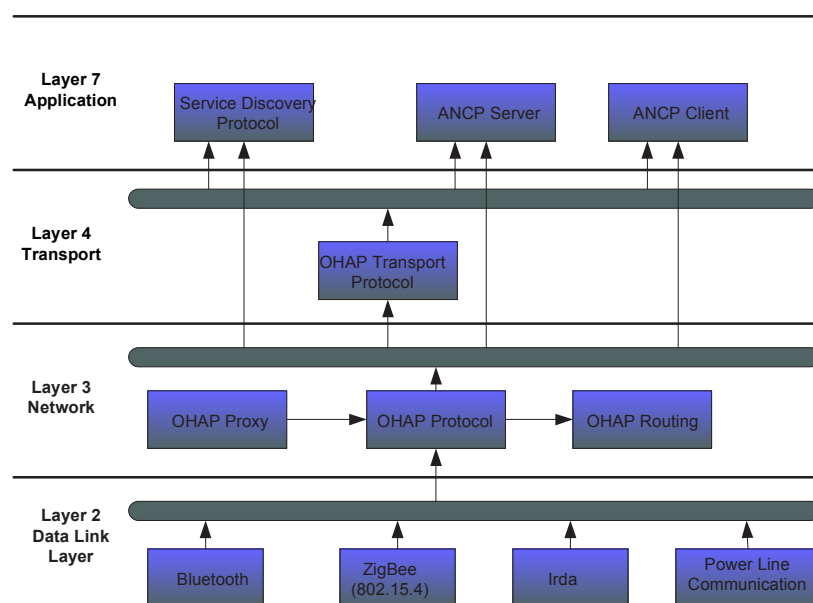 Layer 7
Application
Service Discovery
Protocol
ANCP Server
ANCP Client
Layer 4
Transport
OHAP Transport
Protocol
Layer 3
Network
OHAP Proxy
OHAP Protocol
OHAP Routing
Layer 2
Data Link
Layer
Bluetooth
ZigBee
(802.15.4)
Irda
Power Line
Communication